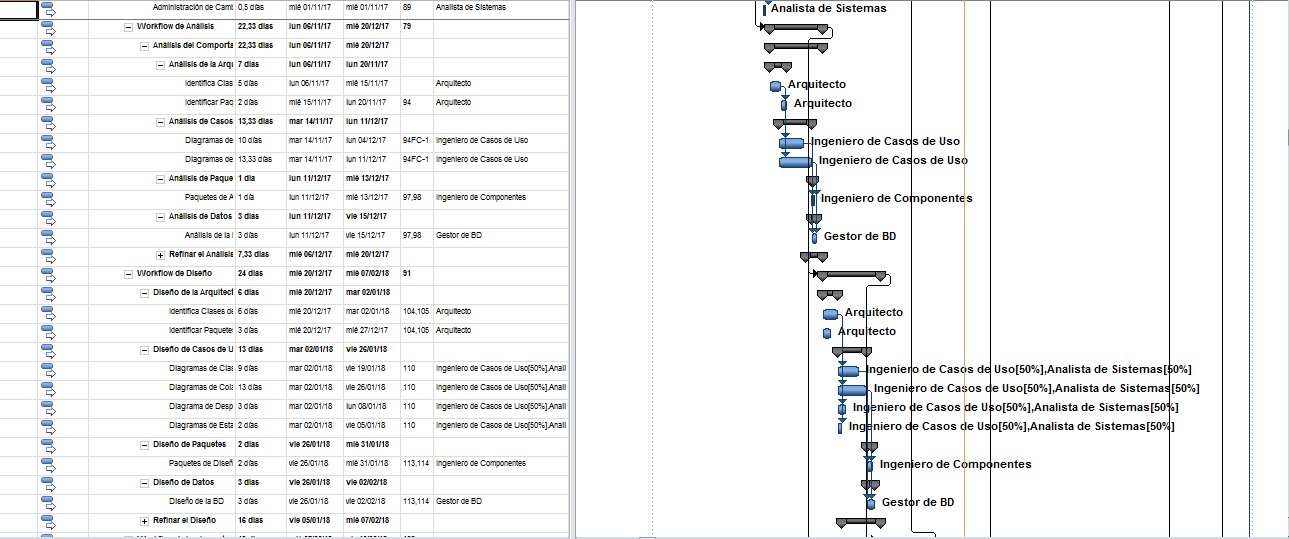 Administración de Camb 0,5 días mié 01/11/17 mié 01/11/17 89 Analista de Sistemas Analista de Sistemas
Workflow de Análisis 22,33 días lun 06/11/17 mié 20/12/17 79
Análisis del Comporta 22,33 días lun 06/11/17 mié 20/12/17
Análisis de la Arqu 7 días lun 06/11/17 lun 20/11/17
Identifica Clas 5 días lun 06/11/17 mié 15/11/17 Arquitecto Arquitecto
Identificar Paq 2 días mié 15/11/17 lun 20/11/17 94 Arquitecto Arquitecto
Análisis de Casos 13,33 días mar 14/11/17 lun 11/12/17
Diagramas de 10 días mar 14/11/17 lun 04/12/17 94FC-1 Ingeniero de Casos de Uso Ingeniero de Casos de Uso
Diagramas de 13,33 días mar 14/11/17 lun 11/12/17 94FC-1 Ingeniero de Casos de Uso Ingeniero de Casos de Uso
Análisis de Paque 1 día lun 11/12/17 mié 13/12/17
Paquetes de A 1 día lun 11/12/17 mié 13/12/17 97,98 Ingeniero de Componentes Ingeniero de Componentes
Análisis de Datos 3 días lun 11/12/17 vie 15/12/17
Análisis de la 3 días lun 11/12/17 vie 15/12/17 97,98 Gestor de BD Gestor de BD
Refinar el Análisis 7,33 días mié 06/12/17 mié 20/12/17
Workflow de Diseño 24 días mié 20/12/17 mié 07/02/18 91
Diseño de la Arquitect 6 días mié 20/12/17 mar 02/01/18
Identifica Clases de 6 días mié 20/12/17 mar 02/01/18 104,105 Arquitecto Arquitecto
Identificar Paquete 3 días mié 20/12/17 mié 27/12/17 104,105 Arquitecto Arquitecto
Diseño de Casos de U 13 días mar 02/01/18 vie 26/01/18
Diagramas de Clas 9 días mar 02/01/18 vie 19/01/18 110 Ingeniero de Casos de Uso[50%],Anali Ingeniero de Casos de Uso[50%],Analista de Sistemas[50%]
Diagramas de Cola 13 días mar 02/01/18 vie 26/01/18 110 Ingeniero de Casos de Uso[50%],Anali Ingeniero de Casos de Uso[50%],Analista de Sistemas[50%]
Diagrama de Desp 3 días mar 02/01/18 lun 08/01/18 110 Ingeniero de Casos de Uso[50%],Anali Ingeniero de Casos de Uso[50%],Analista de Sistemas[50%]
Diagramas de Esta 2 días mar 02/01/18 vie 05/01/18 110 Ingeniero de Casos de Uso[50%],Anali Ingeniero de Casos de Uso[50%],Analista de Sistemas[50%]
Diseño de Paquetes 2 días vie 26/01/18 mié 31/01/18
Paquetes de Diseñ 2 días vie 26/01/18 mié 31/01/18 113,114 Ingeniero de Componentes Ingeniero de Componentes
Diseño de Datos 3 días vie 26/01/18 vie 02/02/18
Diseño de la BD 3 días vie 26/01/18 vie 02/02/18 113,114 Gestor de BD Gestor de BD
Refinar el Diseño 16 días vie 05/01/18 mié 07/02/18